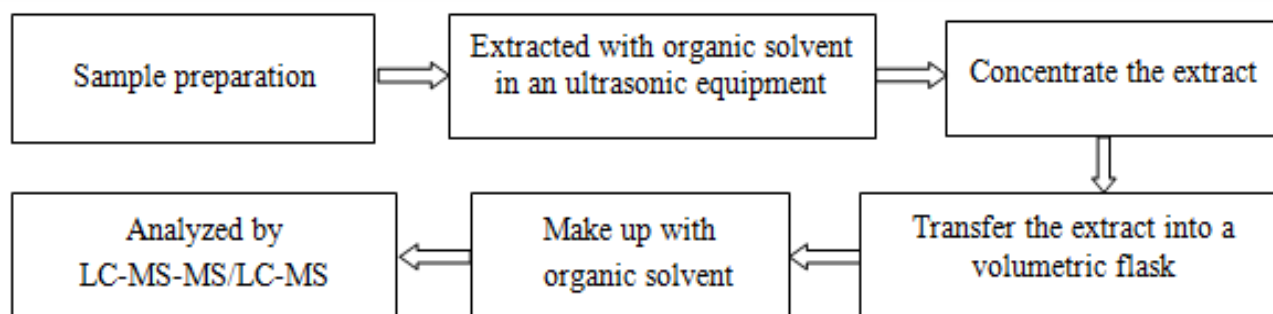 Sample preparation
Extracted with organic solvent
in an ultrasonic equipment
Concentrate the extract
Transfer the extract into a
volumetric flask
Make up with
organic solvent
Analyzed by
LC-MS-MS/LC-MS